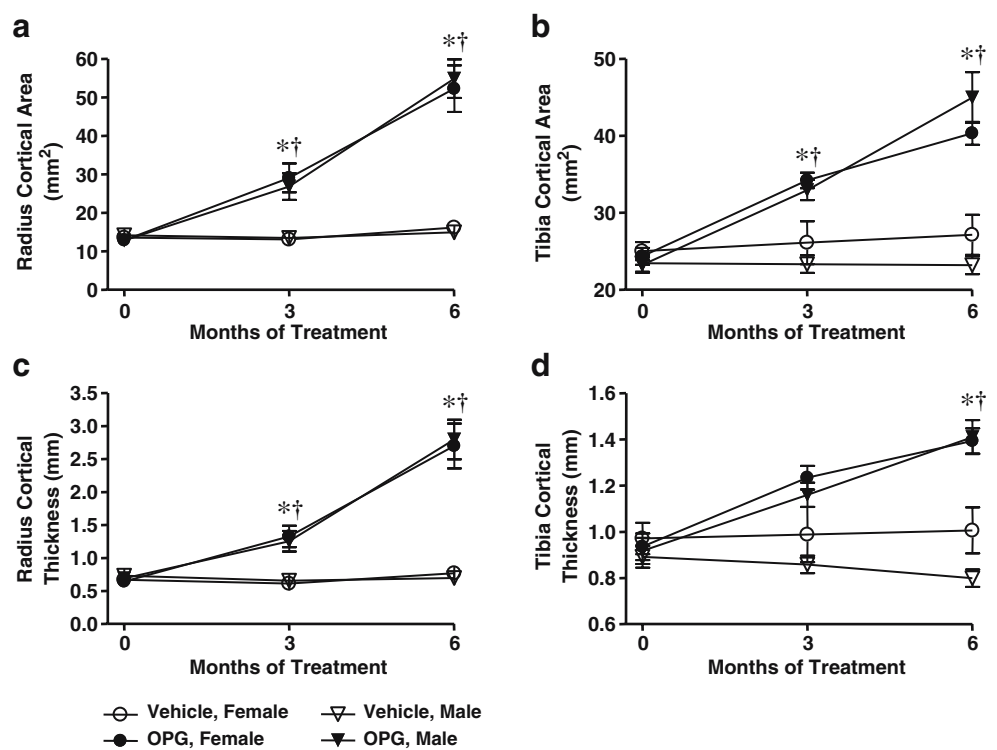 a
Radius Cortical Area
(mm²)
60
50
40
30
20
10
0
*†
*†
0
3
6
Months of Treatment
b
Tibia Cortical Area
(mm²)
50
40
30
20
*†
*†
0
3
6
Months of Treatment
c
Radius Cortical
Thickness (mm)
3.5
3.0
2.5
2.0
1.5
1.0
0.5
0.0
*†
*†
0
3
6
Months of Treatment
d
Tibia Cortical
Thickness (mm)
1.6
1.4
1.2
1.0
0.8
0.6
*†
0
3
6
Months of Treatment
Vehicle, Female
Vehicle, Male
OPG, Female
OPG, Male